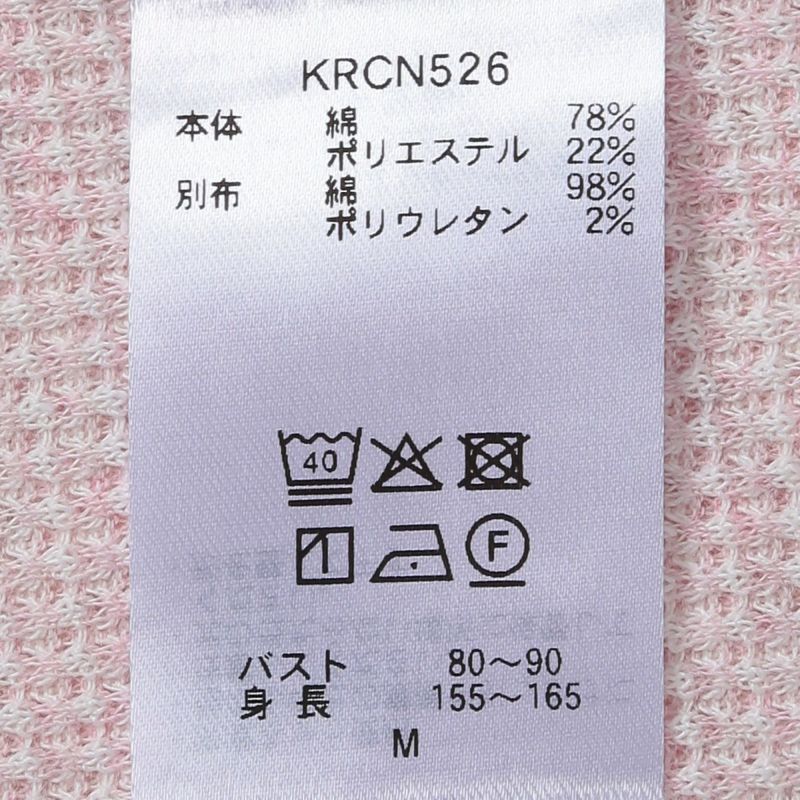 KRCN526
本体 綿 78%
ポリエステル 22%
別布 綿 98%
ポリウレタン 2%
40
F
バスト 80～90
身長 155～165
M